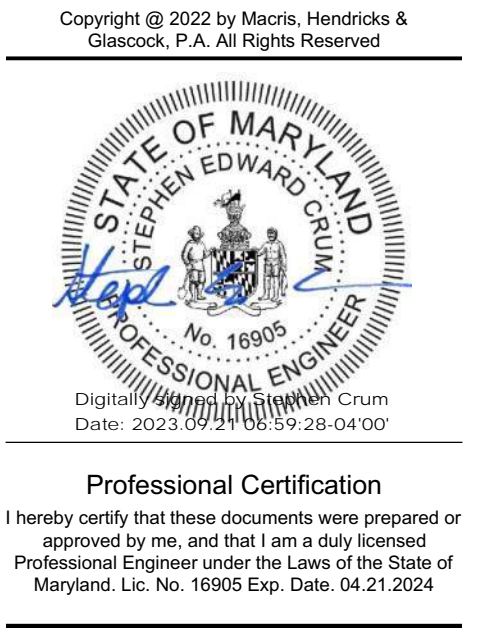 Copyright @ 2022 by Macris, Hendricks &
Glascock, P.A. All Rights Reserved
STATE OF MARYLAND
STEPHEN EDWARD CRUM
No. 16905
PROFESSIONAL ENGINEER
Digitally signed by Stephen Crum
Date: 2023.09.21 06:59:28-04'00'
Professional Certification
I hereby certify that these documents were prepared or
approved by me, and that I am a duly licensed
Professional Engineer under the Laws of the State of
Maryland. Lic. No. 16905 Exp. Date. 04.21.2024